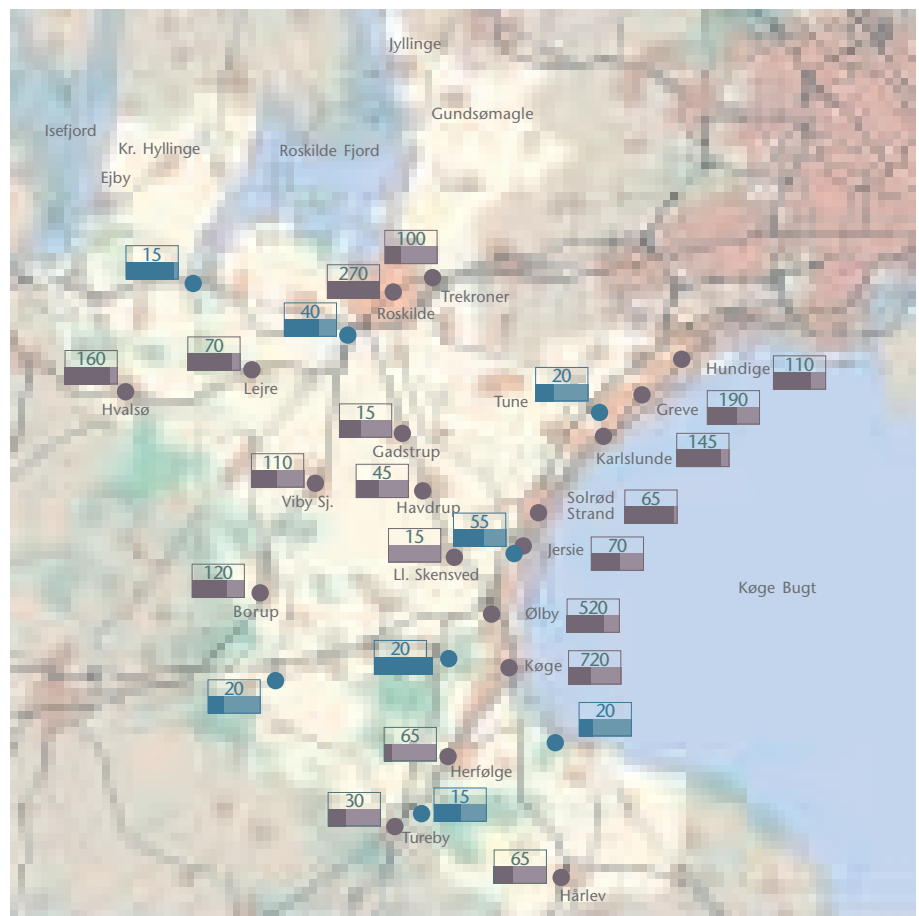 Jyllinge
Gundsømagle
Isefjord
Kr. Hyllinge
Roskilde Fjord
Ejby
100
15
270
Trekroner
40
Roskilde
70
160
Lejre
Hvalsø
Hundige
110
20
Tune
Greve
190
15
Gadstrup
Karlslunde
145
110
Viby Sj.
45
Havdrup
Solrød
Strand
65
55
15
Ll. Skensved
Jersie
70
120
Borup
Køge Bugt
Ølby
520
20
Køge
720
20
20
65
Herfølge
30
15
Tureby
65
Hårlev